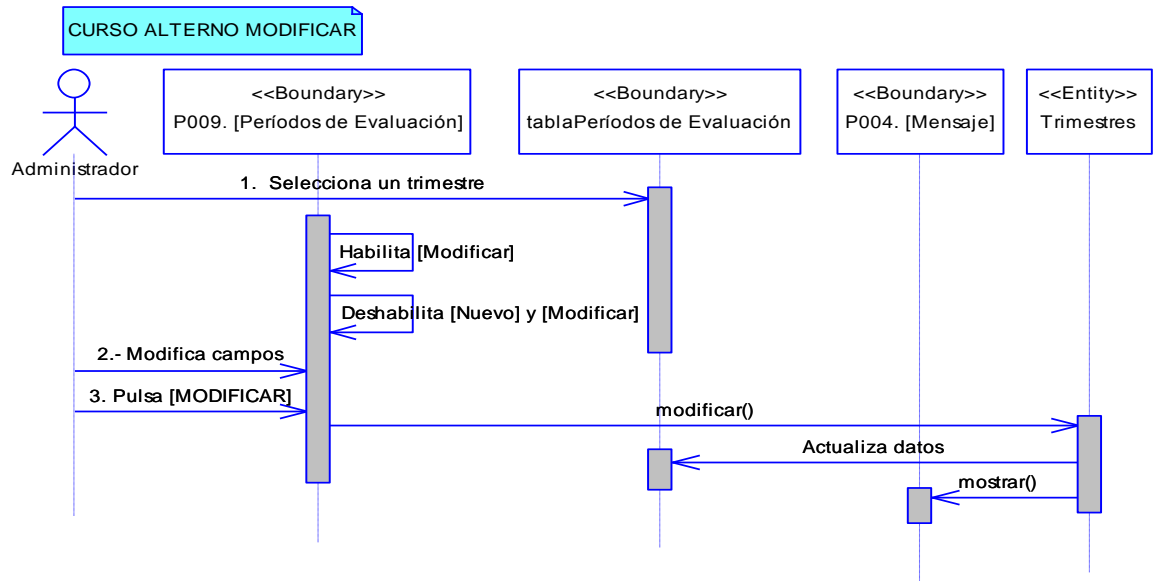 CURSO ALTERNO MODIFICAR
<<Boundary>>
P009. [Períodos de Evaluación]
<<Boundary>>
tablaPeríodos de Evaluación
<<Boundary>>
P004. [Mensaje]
<<Entity>>
Trimestres
Administrador
1. Selecciona un trimestre
Habilita [Modificar]
Deshabilita [Nuevo] y [Modificar]
2.- Modifica campos
3. Pulsa [MODIFICAR]
modificar()
Actualiza datos
mostrar()